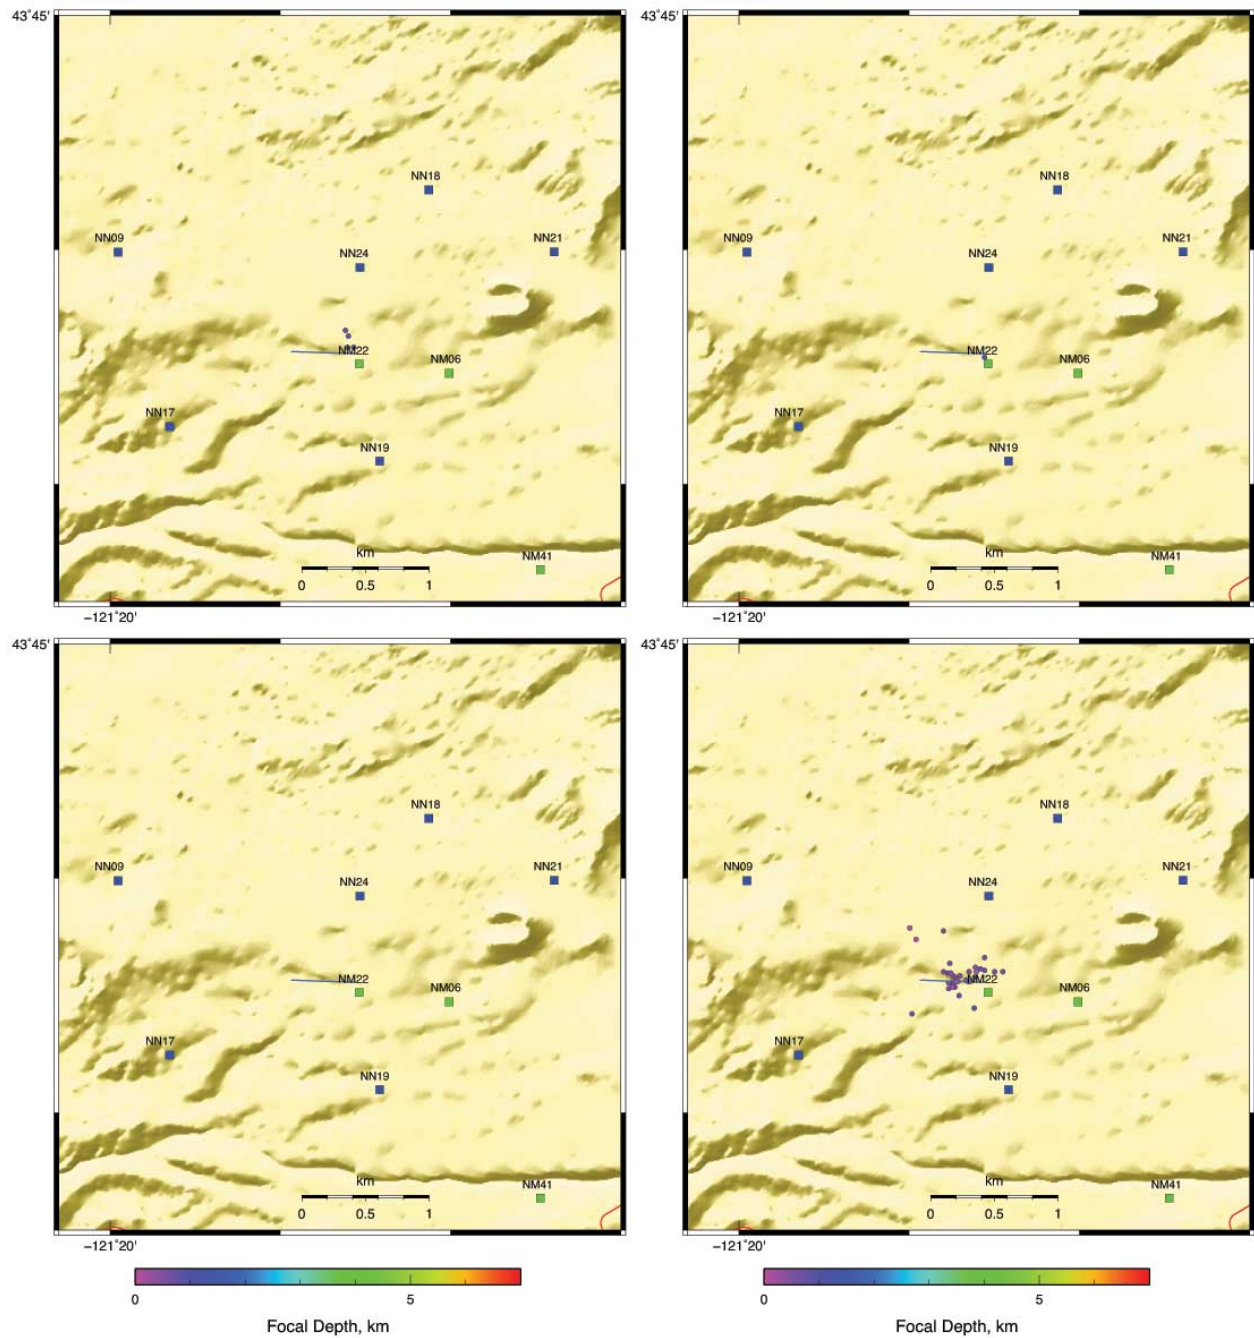 43°45' 43°45'
NN18 NN18
NN09 NN21 NN09 NN21
NN24 NN24
NM22 NM06 NM22 NM06
NN17 NN17
NN19 NN19
km km
NM41 NM41
0 0.5 1 0 0.5 1
−121°20' −121°20'
43°45' 43°45'
NN18 NN18
NN09 NN21 NN09 NN21
NN24 NN24
NM22 NM06 NM22 NM06
NN17 NN17
NN19 NN19
km km
NM41 NM41
0 0.5 1 0 0.5 1
−121°20' −121°20'
0 5 0 5
Focal Depth, km Focal Depth, km